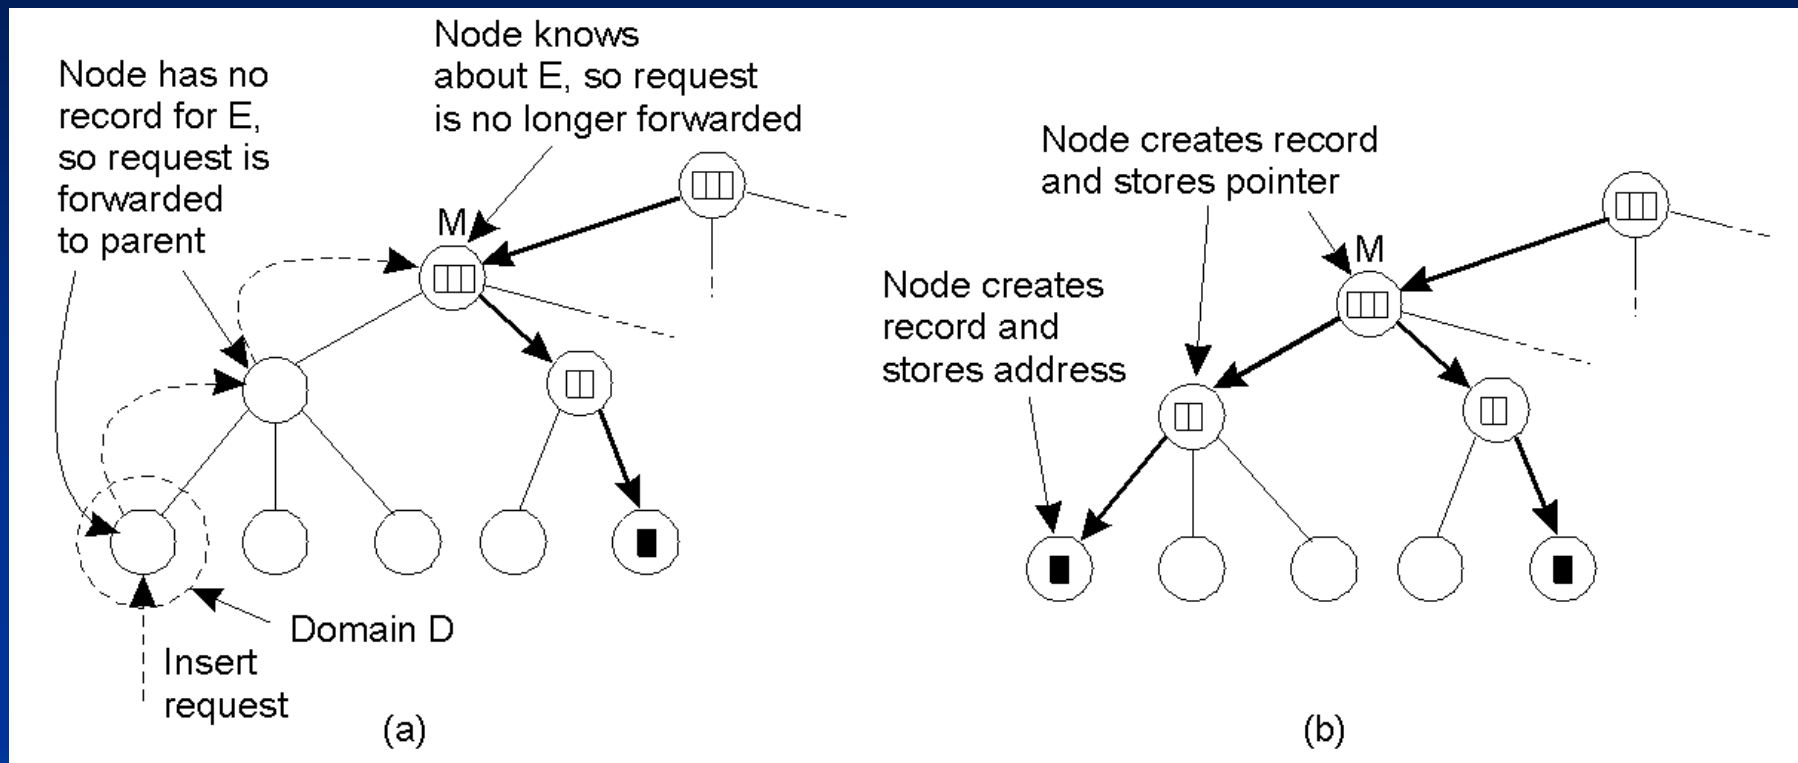 Node has no
record for E,
so request is
forwarded
to parent
Node knows
about E, so request
is no longer forwarded
M
Domain D
Insert
request
(a)
Node creates record
and stores pointer
M
Node creates
record and
stores address
(b)